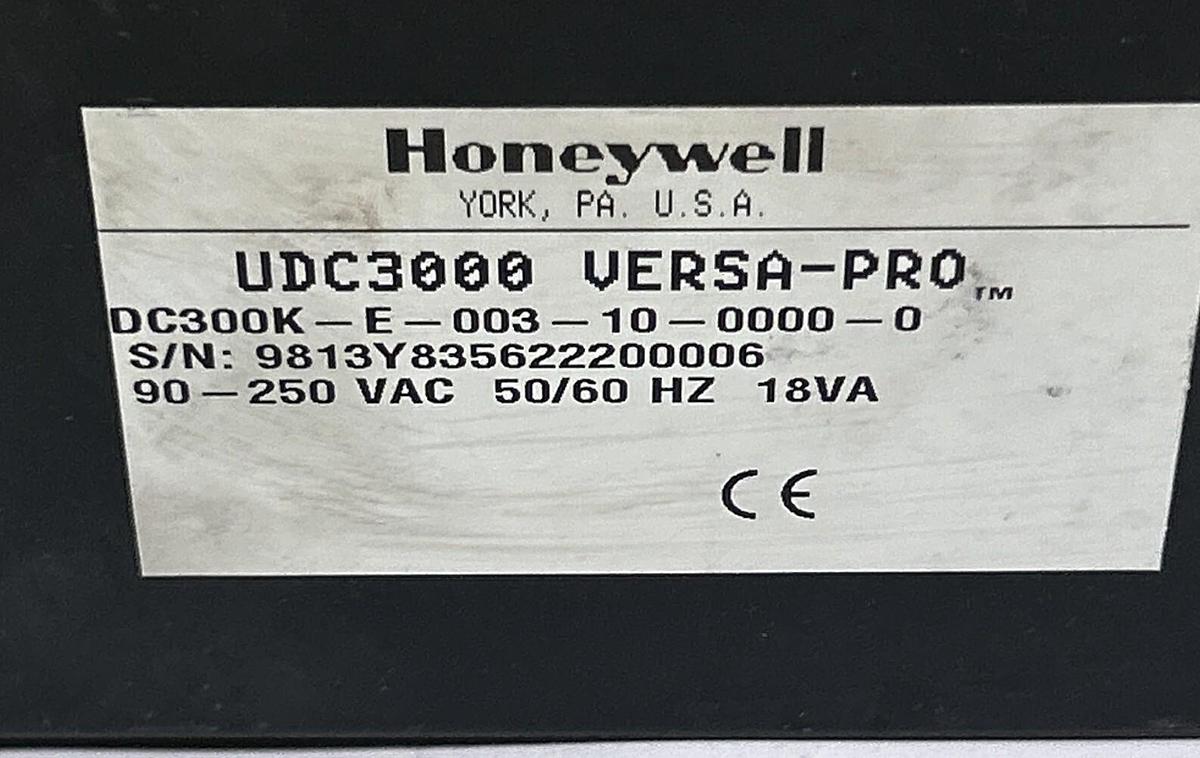 Honeywell
YORK, PA. U.S.A.
UDC3000 VERSA-PRO™
DC300K-E-003-10-0000-0
S/N: 9813Y835622200006
90-250 VAC 50/60 HZ 18VA
CE